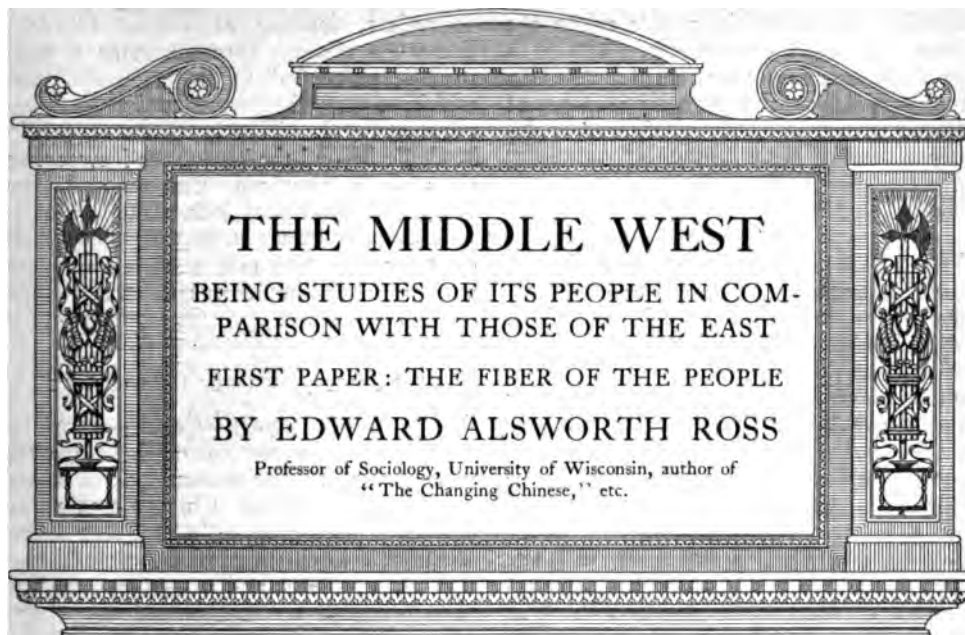 THE MIDDLE WEST
BEING STUDIES OF ITS PEOPLE IN COM-
PARISON WITH THOSE OF THE EAST
FIRST PAPER: THE FIBER OF THE PEOPLE
BY EDWARD ALSWORTH ROSS
Professor of Sociology, University of Wisconsin, author of
“The Changing Chinese,” etc.